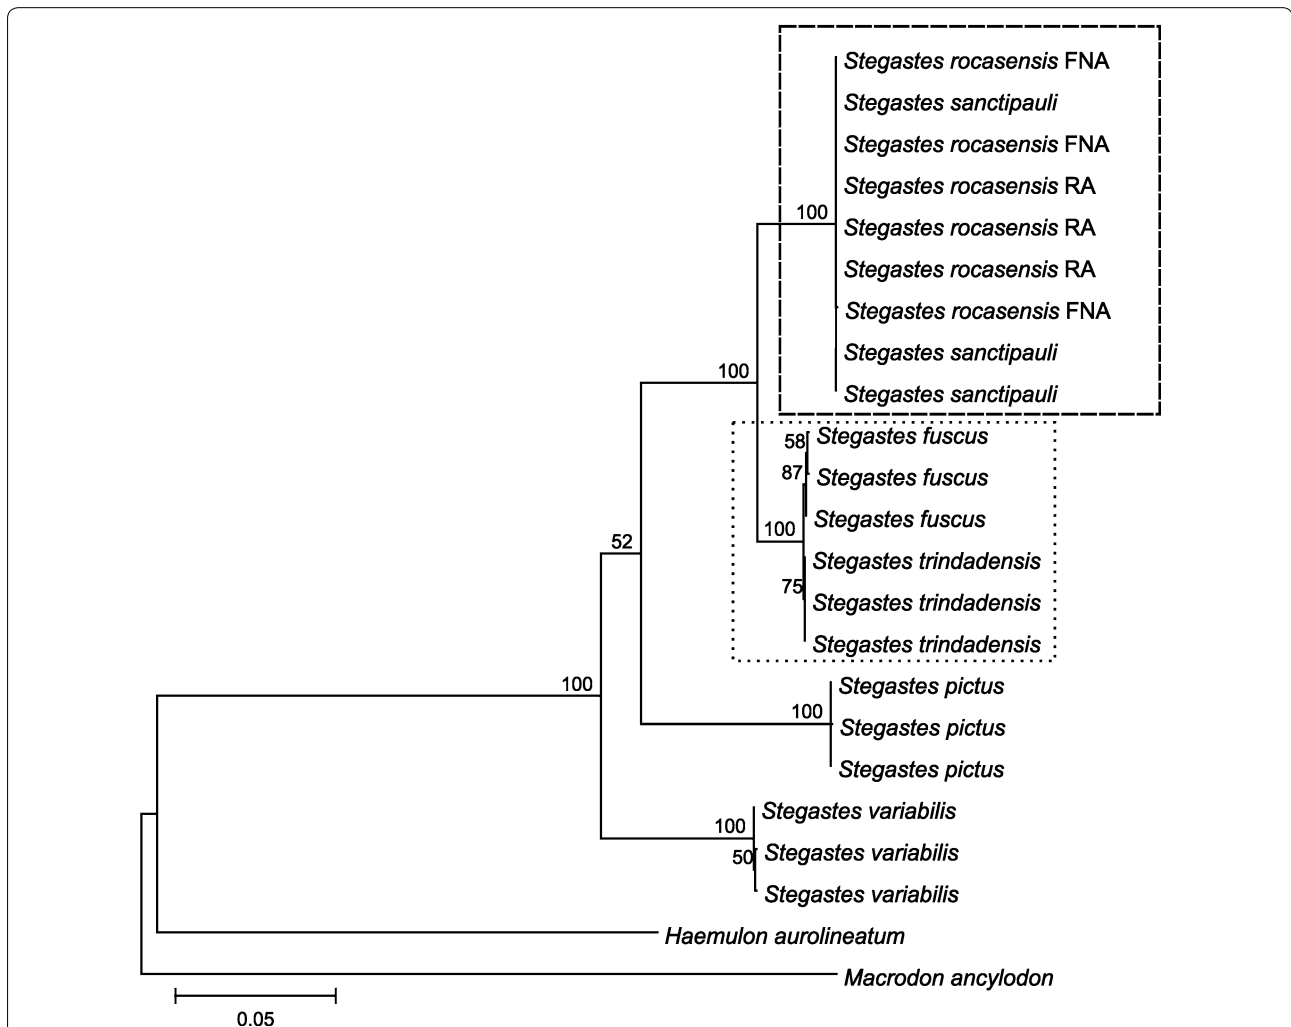 Stegastes rocasensis FNA
Stegastes sanctipauli
Stegastes rocasensis FNA
Stegastes rocasensis RA
100
Stegastes rocasensis RA
Stegastes rocasensis RA
Stegastes rocasensis FNA
Stegastes sanctipauli
100
Stegastes sanctipauli
58
Stegastes fuscus
87
Stegastes fuscus
Stegastes fuscus
100
52
Stegastes trindadensis
75
Stegastes trindadensis
Stegastes trindadensis
100
Stegastes pictus
100
Stegastes pictus
Stegastes pictus
Stegastes variabilis
100
50
Stegastes variabilis
Stegastes variabilis
Haemulon aurolineatum
Macrodon ancylodon
0.05